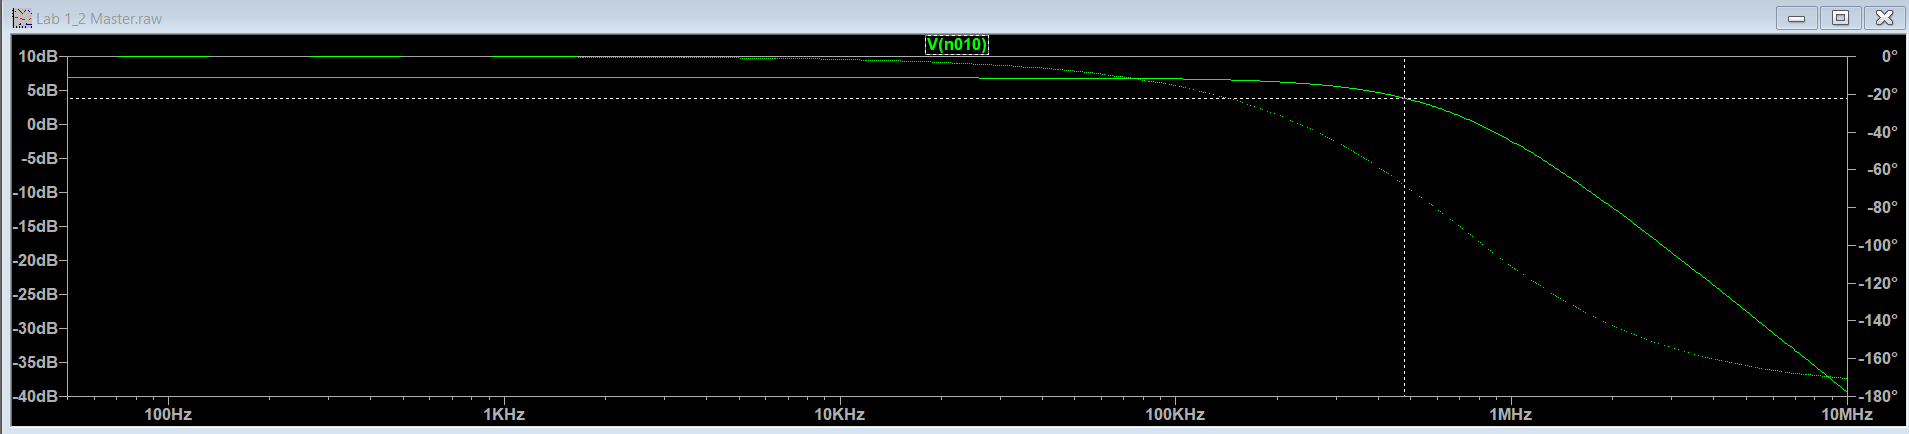 Lab 1_2 Master.raw
V(n010)
10dB 0°
5dB -20°
0dB -40°
-5dB -60°
-10dB -80°
-15dB -100°
-20dB -120°
-25dB -140°
-30dB -160°
-35dB -180°
-40dB
100Hz 1KHz 10KHz 100KHz 1MHz 10MHz